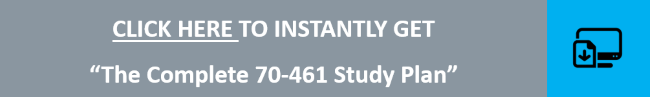 CLICK HERE TO INSTANTLY GET
“The Complete 70-461 Study Plan”